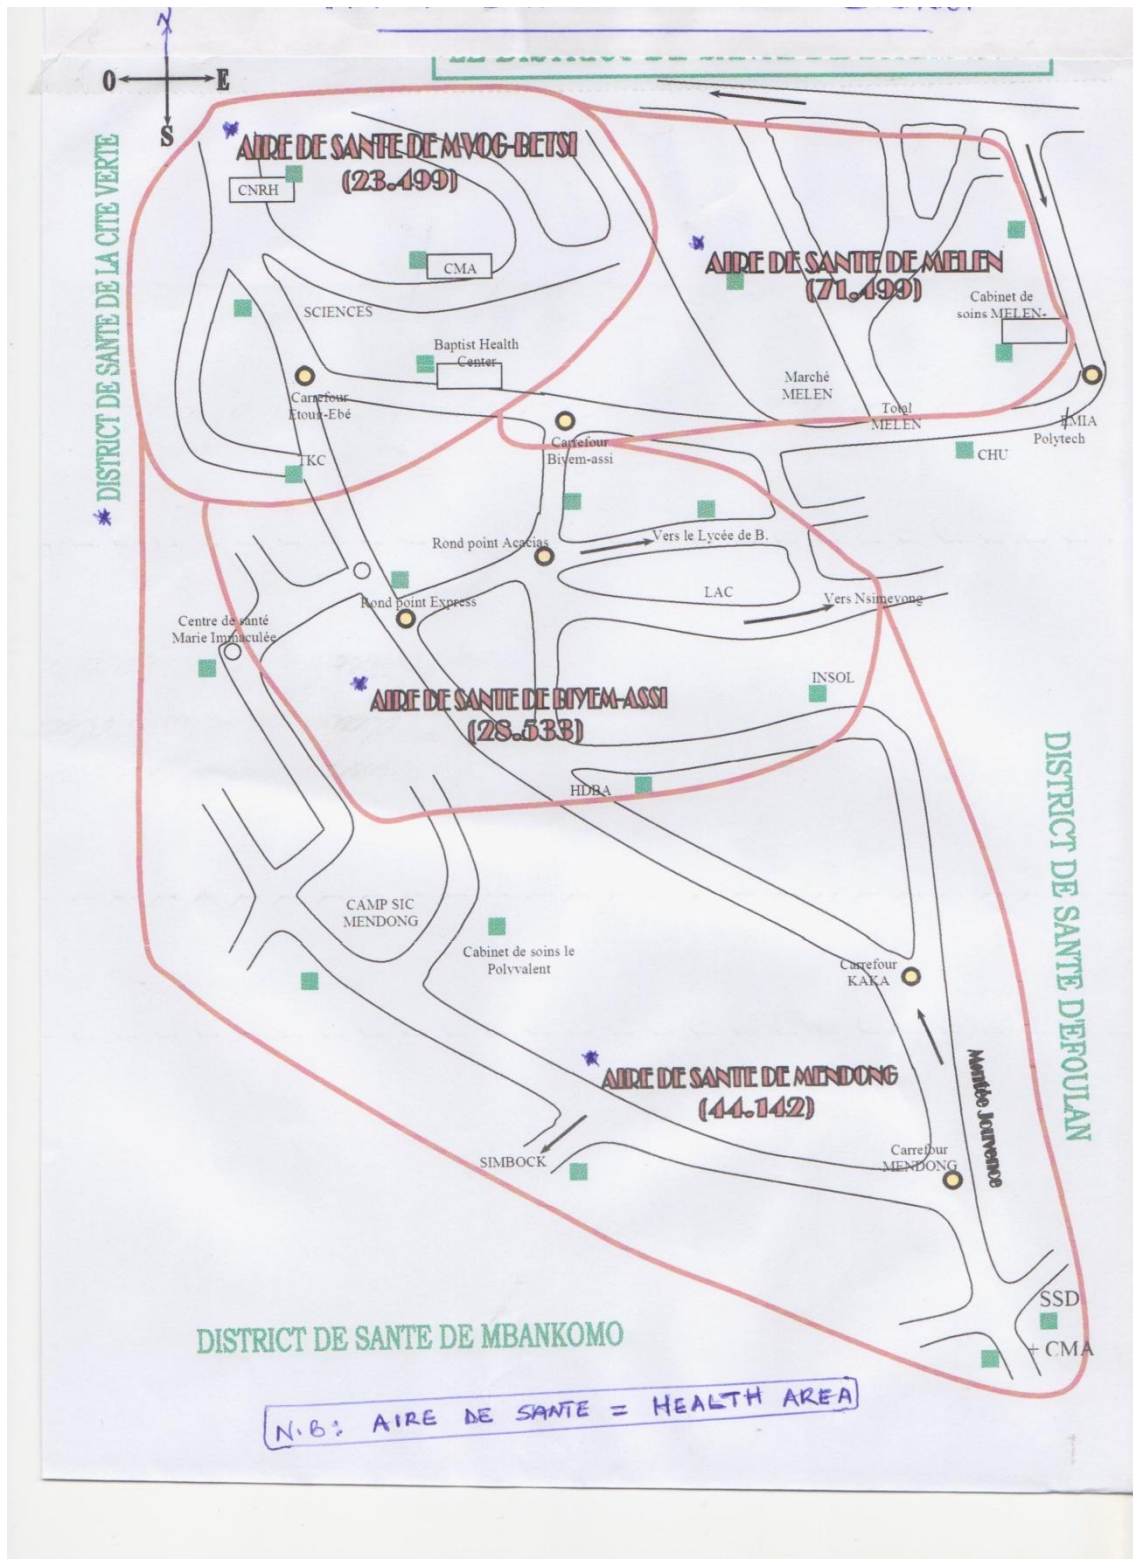 N
O
E
S
AIRE DE SANTE DE MVOG-BETSI
(23.499)
CNRH
CMA
SCIENCES
Baptist Health
Center
Carrefour
Etoug-Ebé
TKC
DISTRICT DE SANTE DE LA CITE VERTE
AIRE DE SANTE DE MELEN
(71.499)
Cabinet de
soins MELEN-
Marché
MELEN
Total
MELEN
EMIA
Polytech
CHU
Carrefour
Biyem-assi
Rond point Acacias
Vers le Lycée de B.
LAC
Vers Nsimeyong
Rond point Express
Centre de santé
Marie Immaculée
INSOL
AIRE DE SANTE DE BIYEM-ASSI
(28.533)
HDBA
CAMP SIC
MENDONG
Cabinet de soins le
Polyvalent
Carrefour
KAKA
DISTRICT DE SANTE D'EFOULAN
AIRE DE SANTE DE MENDONG
(44.142)
Montée Jouvence
SIMBOCK
Carrefour
MENDONG
SSD
+ CMA
DISTRICT DE SANTE DE MBANKOMO
N.B: AIRE DE SANTE = HEALTH AREA